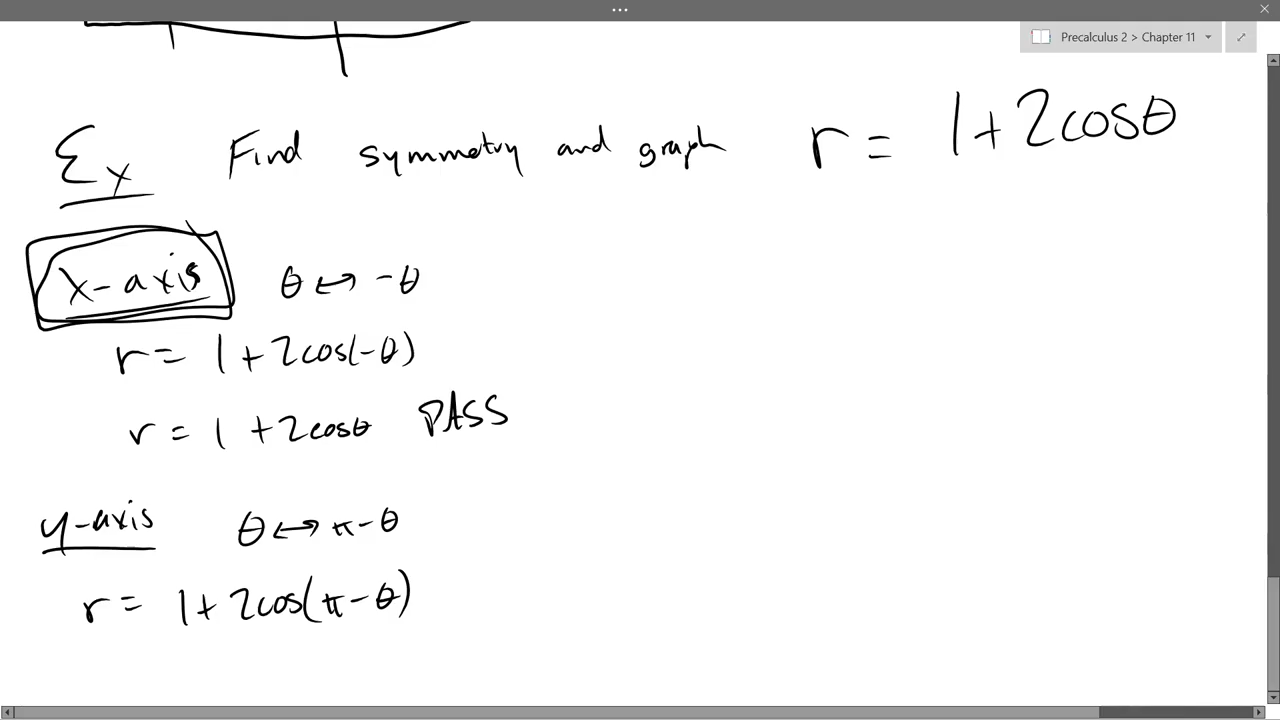 Precalculus 2 > Chapter 11
Ex Find symmetry and graph r = 1+2cosθ
x-axis θ ↔ -θ
r = 1+2cos(-θ)
r = 1+2cosθ PASS
y-axis θ ↔ π-θ
r = 1+2cos(π-θ)